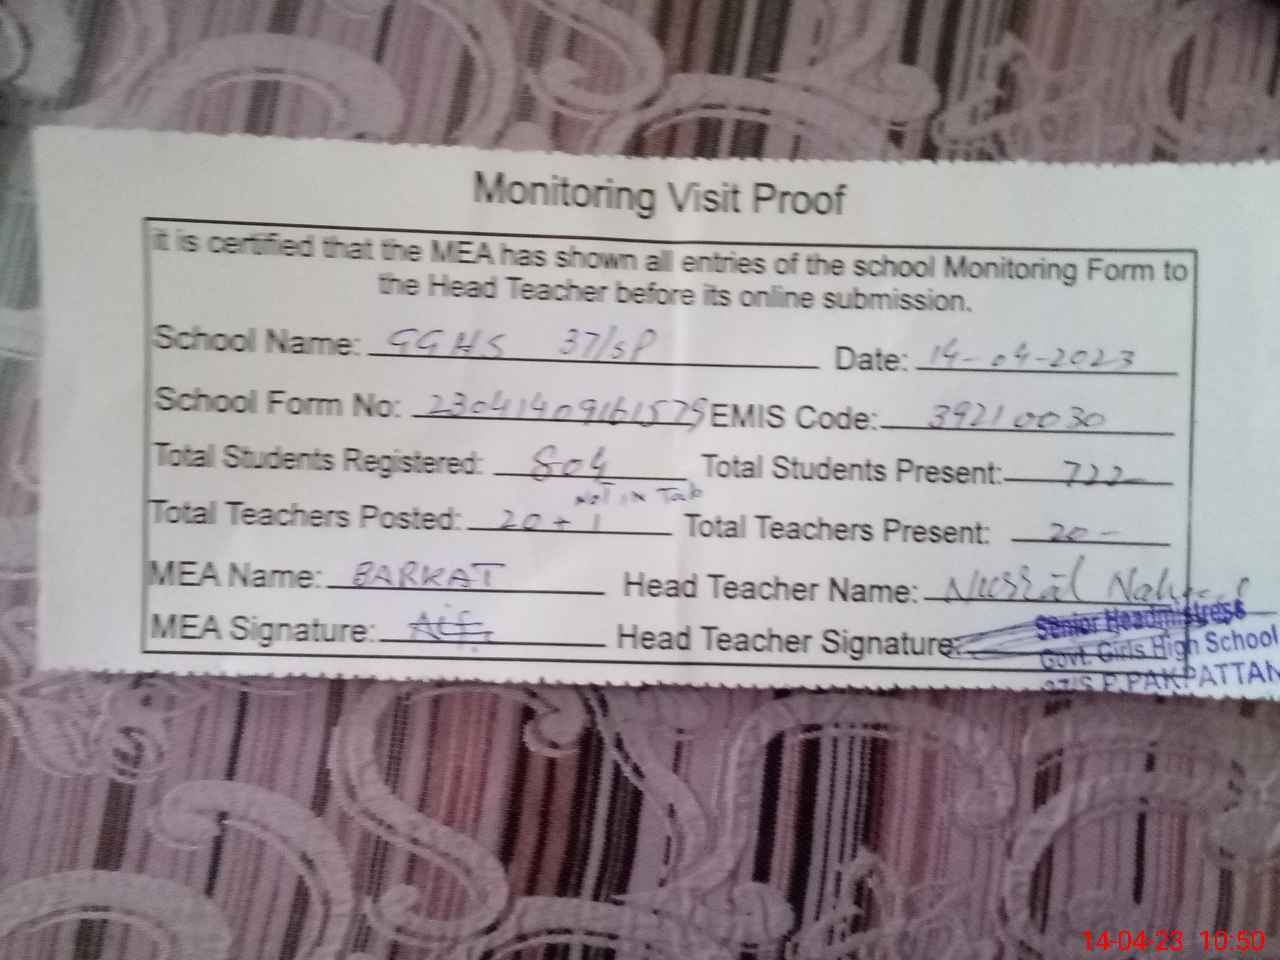 Monitoring Visit Proof
it is certified that the MEA has shown all entries of the school Monitoring Form to
the Head Teacher before its online submission.
School Name: GGHS 37/SP Date: 14-04-2023
School Form No: 23041409161579 EMIS Code: 39210030
Total Students Registered: 804 Total Students Present: 722
Not in Tab
Total Teachers Posted: 20 + 1 Total Teachers Present: 20 -
MEA Name: BARKAT Head Teacher Name: Nussrat
MEA Signature: Head Teacher Signature:
Senior Headmistress
Govt. Girls High School
37/S P PAKPATTAN
14-04-23 10:50